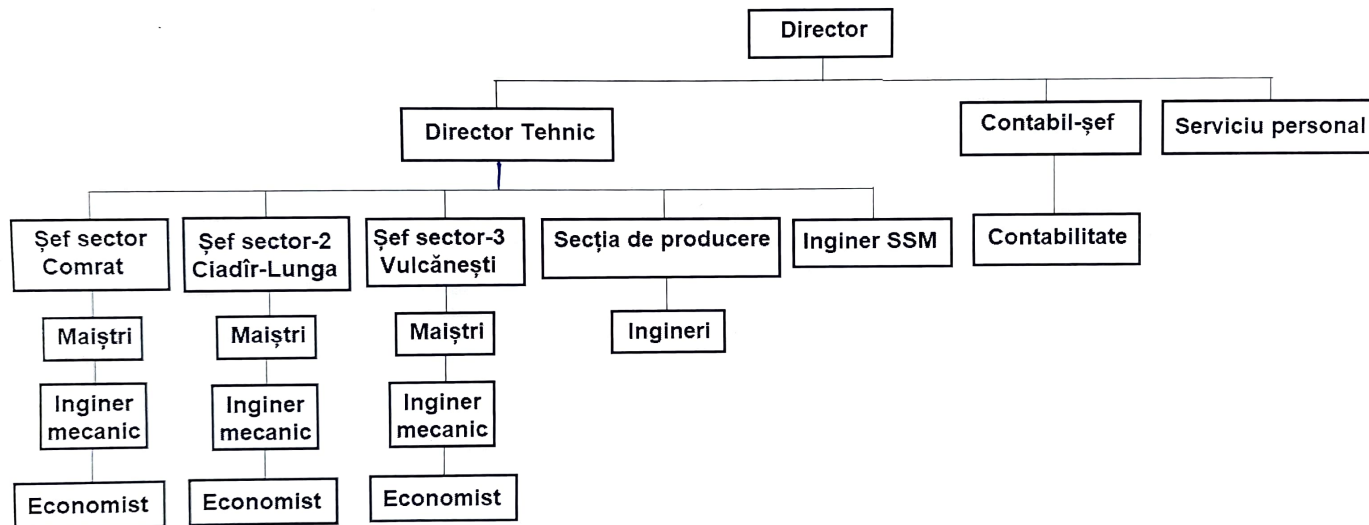 Director
Director Tehnic
Contabil-șef
Serviciu personal
Șef sector
Comrat
Șef sector-2
Ciadîr-Lunga
Șef sector-3
Vulcănești
Secția de producere
Inginer SSM
Contabilitate
Maiștri
Maiștri
Maiștri
Ingineri
Inginer
mecanic
Inginer
mecanic
Inginer
mecanic
Economist
Economist
Economist